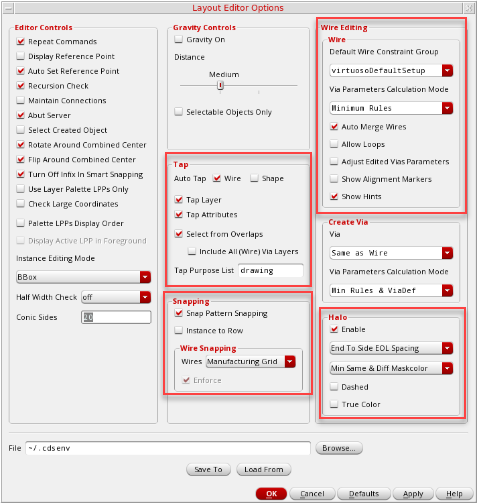 Layout Editor Options
Editor Controls
Repeat Commands
Display Reference Point
Auto Set Reference Point
Recursion Check
Maintain Connections
Abut Server
Select Created Object
Rotate Around Combined Center
Flip Around Combined Center
Turn Off Infix In Smart Snapping
Use Layer Palette LPPs Only
Check Large Coordinates
Palette LPPs Display Order
Display Active LPP in Foreground
Instance Editing Mode
BBox
Half Width Check off
Conic Sides 20
Gravity Controls
Gravity On
Distance
Medium
Selectable Objects Only
Tap
Auto Tap Wire Shape
Tap Layer
Tap Attributes
Select from Overlaps
Include All (Wire) Via Layers
Tap Purpose List drawing
Snapping
Snap Pattern Snapping
Instance to Row
Wire Snapping
Wires Manufacturing Grid
Enforce
Wire Editing
Wire
Default Wire Constraint Group
virtuosoDefaultSetup
Via Parameters Calculation Mode
Minimum Rules
Auto Merge Wires
Allow Loops
Adjust Edited Vias Parameters
Show Alignment Markers
Show Hints
Create Via
Via
Same as Wire
Via Parameters Calculation Mode
Min Rules & ViaDef
Halo
Enable
End To Side EOL Spacing
Min Same & Diff Maskcolor
Dashed
True Color
File ~/.cdsenv Browse...
Save To Load From
OK Cancel Defaults Apply Help